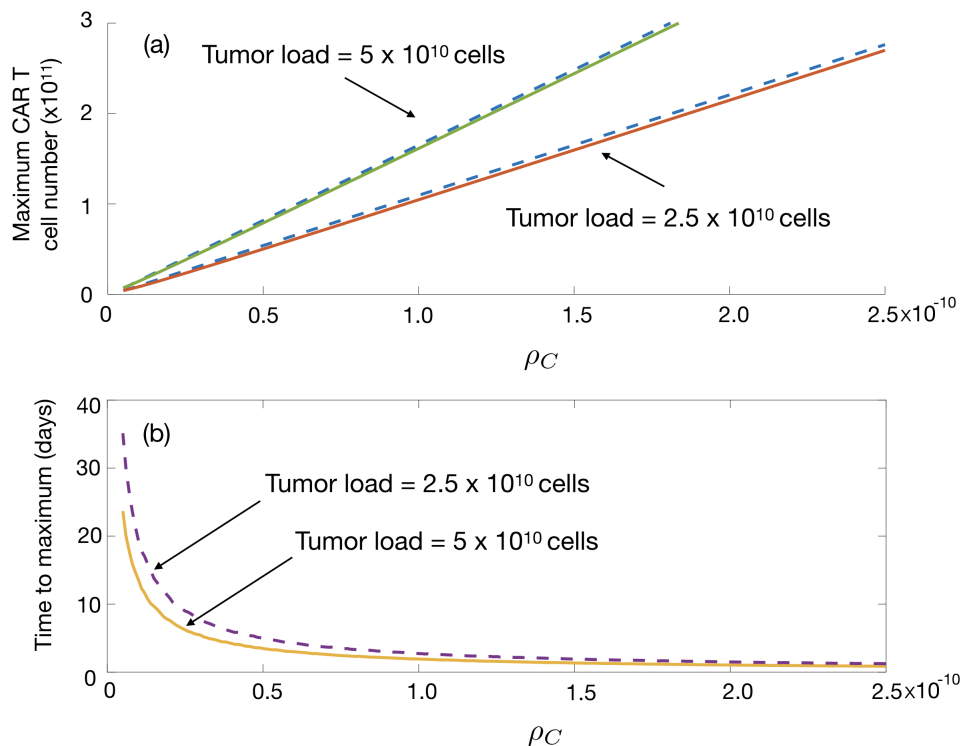 (a)
Tumor load = 5 x 10¹⁰ cells
Tumor load = 2.5 x 10¹⁰ cells
Maximum CAR T
cell number (x10¹¹)
3
2
1
0
0 0.5 1.0 1.5 2.0 2.5×10⁻¹⁰
ρC
(b)
Tumor load = 2.5 x 10¹⁰ cells
Tumor load = 5 x 10¹⁰ cells
Time to maximum (days)
40
30
20
10
0
0 0.5 1.0 1.5 2.0 2.5×10⁻¹⁰
ρC